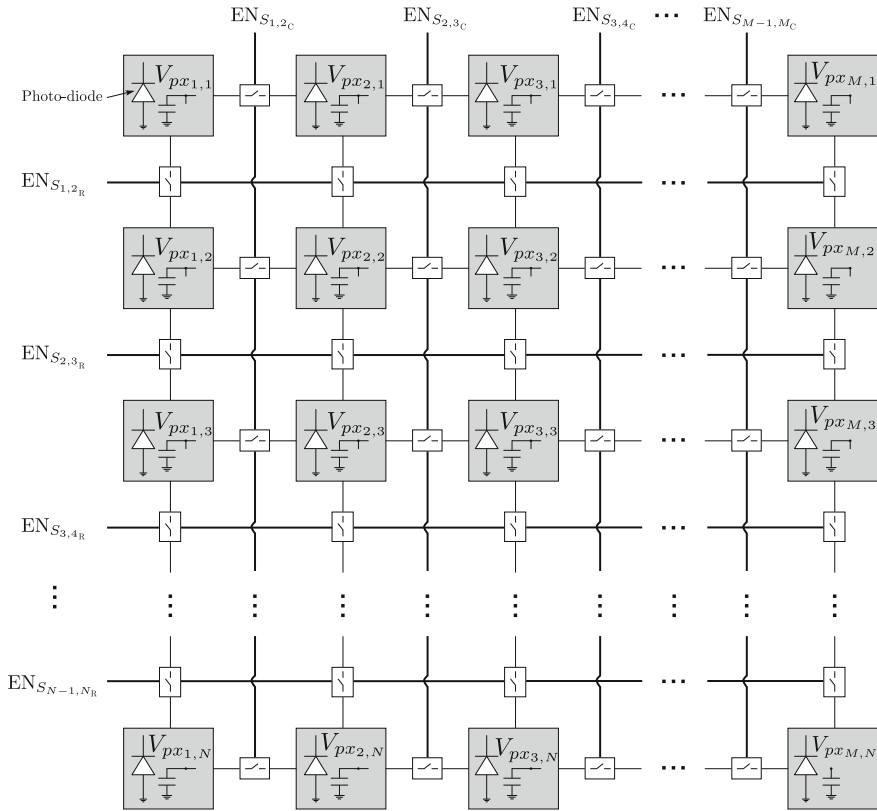 EN_{S_{1,2_C}} EN_{S_{2,3_C}} EN_{S_{3,4_C}} ··· EN_{S_{M-1,M_C}}
Photo-diode V_{px_{1,1}} V_{px_{2,1}} V_{px_{3,1}} ··· V_{px_{M,1}}
EN_{S_{1,2_R}} ···
V_{px_{1,2}} V_{px_{2,2}} V_{px_{3,2}} ··· V_{px_{M,2}}
EN_{S_{2,3_R}} ···
V_{px_{1,3}} V_{px_{2,3}} V_{px_{3,3}} ··· V_{px_{M,3}}
EN_{S_{3,4_R}} ···
EN_{S_{N-1,N_R}} ···
V_{px_{1,N}} V_{px_{2,N}} V_{px_{3,N}} ··· V_{px_{M,N}}